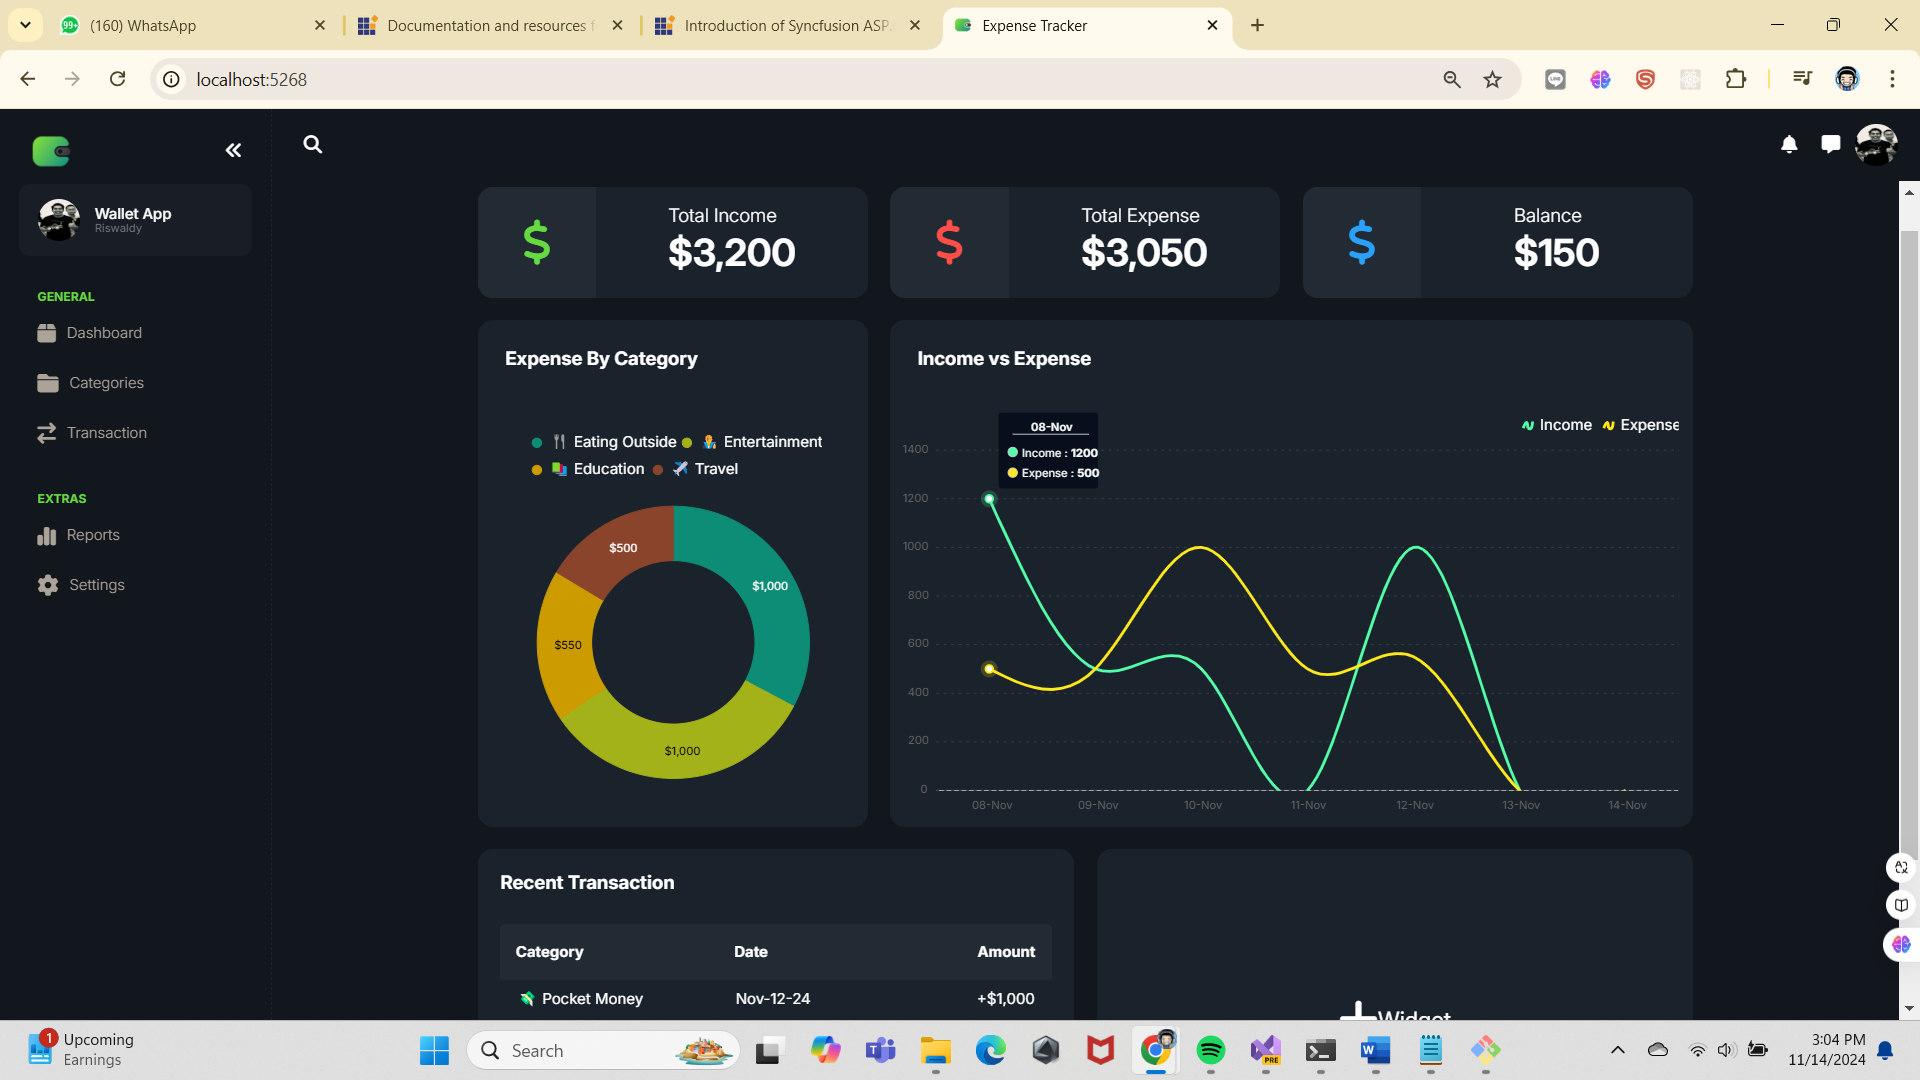 (160) WhatsApp
Documentation and resources f
Introduction of Syncfusion ASP.
Expense Tracker
localhost:5268
Wallet App
Riswaldy
GENERAL
Dashboard
Categories
Transaction
EXTRAS
Reports
Settings
Total Income
$3,200
Total Expense
$3,050
Balance
$150
Expense By Category
Eating Outside
Entertainment
Education
Travel
$500
$1,000
$550
$1,000
Income vs Expense
Income
Expense
08-Nov
Income : 1200
Expense : 500
1400
1200
1000
800
600
400
200
0
08-Nov
09-Nov
10-Nov
11-Nov
12-Nov
13-Nov
14-Nov
Recent Transaction
Category Date Amount
Pocket Money Nov-12-24 +$1,000
+Widget
1
Upcoming
Earnings
Search
PRE
3:04 PM
11/14/2024